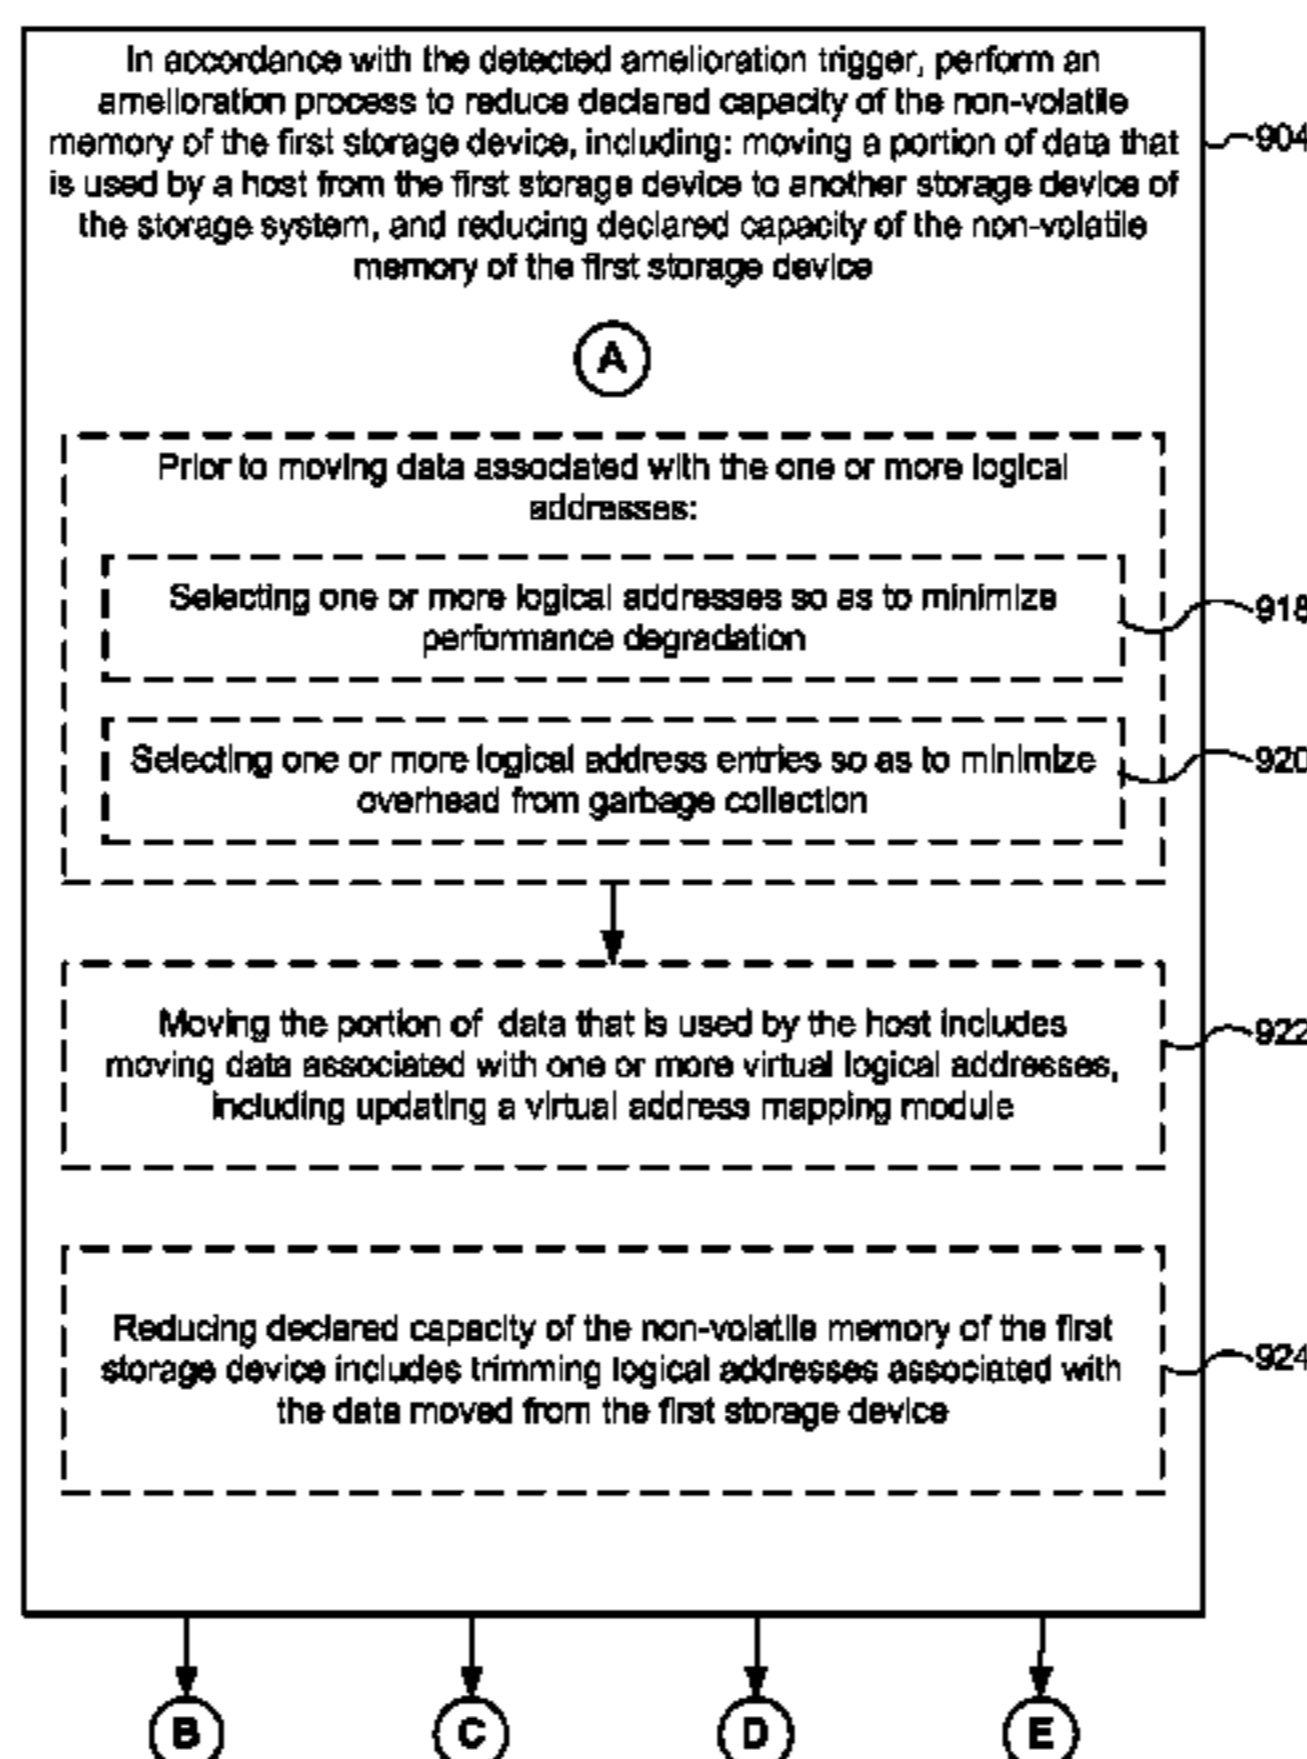 In accordance with the detected amelioration trigger, perform an
amelioration process to reduce declared capacity of the non-volatile
memory of the first storage device, including: moving a portion of data that
is used by a host from the first storage device to another storage device of
the storage system, and reducing declared capacity of the non-volatile
memory of the first storage device
904
A
Prior to moving data associated with the one or more logical
addresses:
Selecting one or more logical addresses so as to minimize
performance degradation
918
Selecting one or more logical address entries so as to minimize
overhead from garbage collection
920
Moving the portion of data that is used by the host includes
moving data associated with one or more virtual logical addresses,
including updating a virtual address mapping module
922
Reducing declared capacity of the non-volatile memory of the first
storage device includes trimming logical addresses associated with
the data moved from the first storage device
924
B
C
D
E